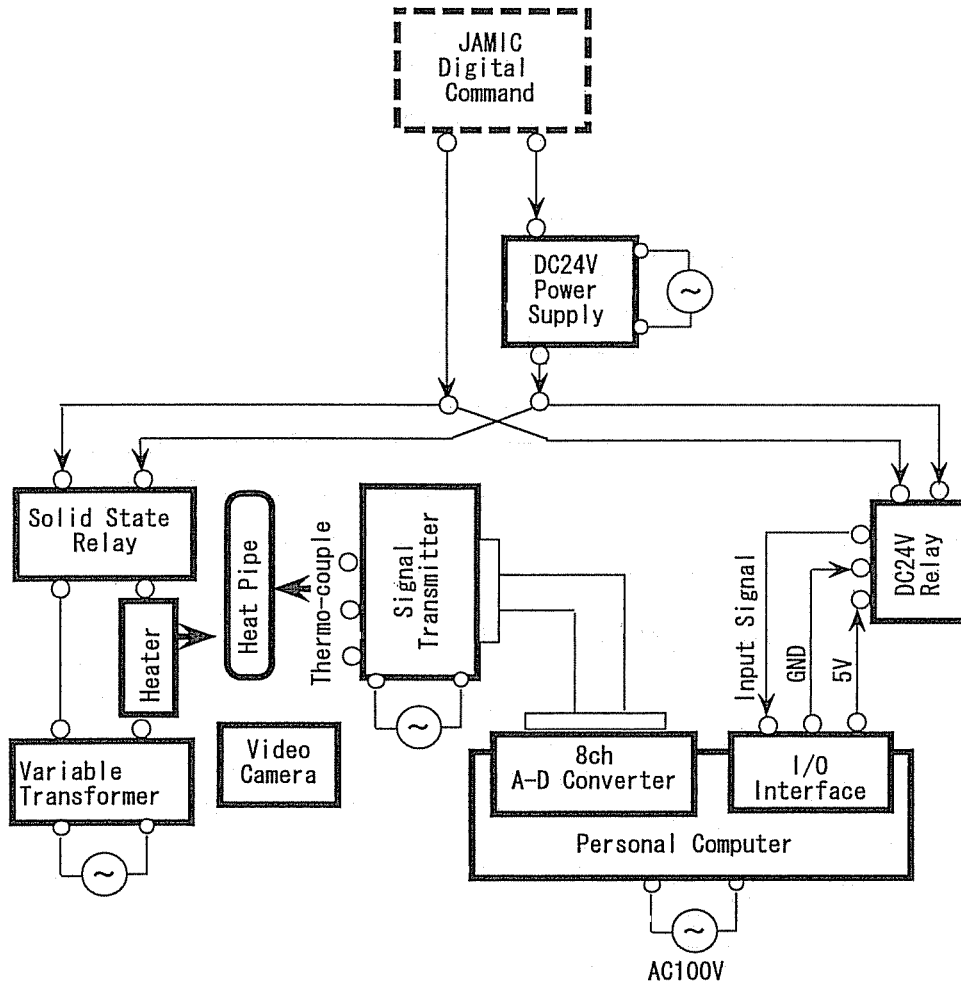 JAMIC
Digital
Command
DC24V
Power
Supply
~
Solid State
Relay
Heat Pipe
Thermo-couple
Signal
Transmitter
Input Signal
GND
5V
DC24V
Relay
Heater
~
Variable
Transformer
Video
Camera
8ch
A-D Converter
I/O
Interface
Personal Computer
~
~
AC100V